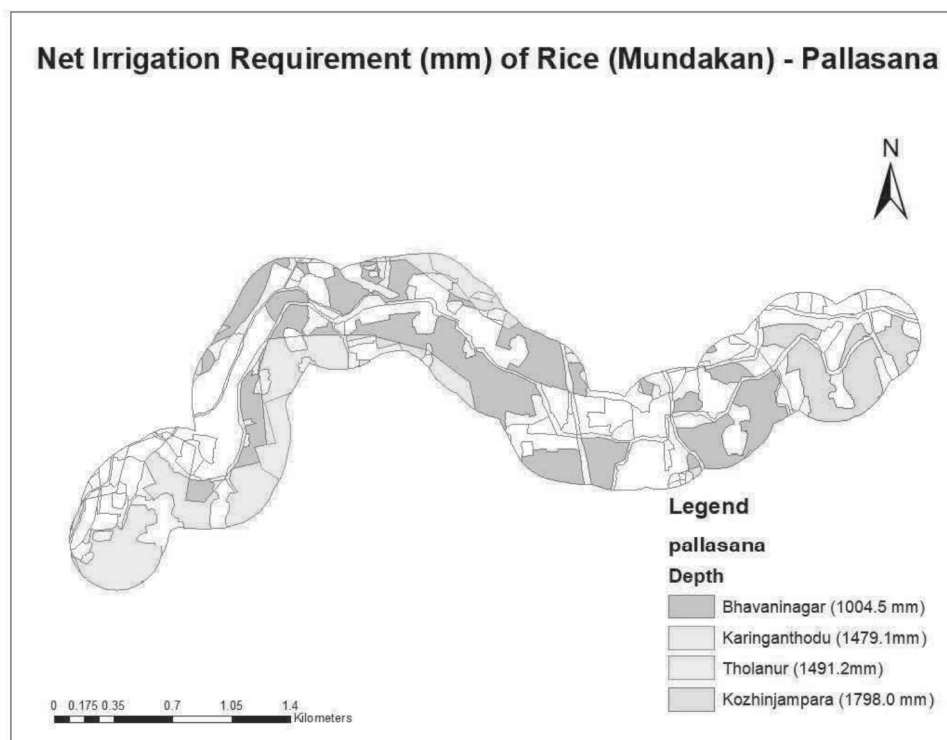 Net Irrigation Requirement (mm) of Rice (Mundakan) - Pallasana
N
Legend
pallasana
Depth
Bhavaninagar (1004.5 mm)
Karinganthodu (1479.1mm)
Tholanur (1491.2mm)
Kozhinjampara (1798.0 mm)
0 0.175 0.35 0.7 1.05 1.4
Kilometers